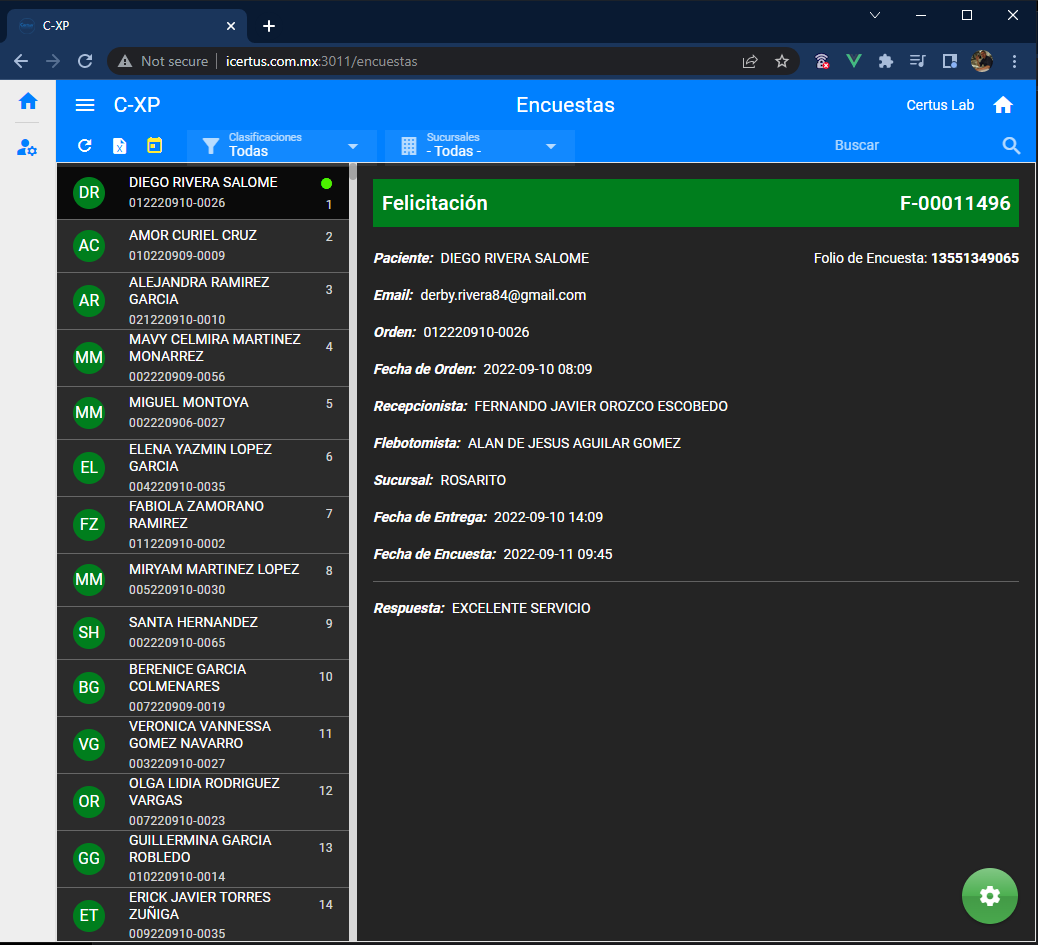 C-XP
Not secure
icertus.com.mx:3011/encuestas
C-XP
Encuestas
Certus Lab
Clasificaciones
Todas
Sucursales
- Todas -
Buscar
DR
DIEGO RIVERA SALOME
012220910-0026
1
AC
AMOR CURIEL CRUZ
010220909-0009
2
AR
ALEJANDRA RAMIREZ
GARCIA
021220910-0010
3
MM
MAVY CELMIRA MARTINEZ
MONARREZ
002220909-0056
4
MM
MIGUEL MONTOYA
002220906-0027
5
EL
ELENA YAZMIN LOPEZ
GARCIA
004220910-0035
6
FZ
FABIOLA ZAMORANO
RAMIREZ
011220910-0002
7
MM
MIRYAM MARTINEZ LOPEZ
005220910-0030
8
SH
SANTA HERNANDEZ
002220910-0065
9
BG
BERENICE GARCIA
COLMENARES
007220909-0019
10
VG
VERONICA VANNESSA
GOMEZ NAVARRO
003220910-0027
11
OR
OLGA LIDIA RODRIGUEZ
VARGAS
007220910-0023
12
GG
GUILLERMINA GARCIA
ROBLEDO
010220910-0014
13
ET
ERICK JAVIER TORRES
ZUÑIGA
009220910-0035
14
Felicitación
F-00011496
Paciente: DIEGO RIVERA SALOME
Folio de Encuesta: 13551349065
Email: derby.rivera84@gmail.com
Orden: 012220910-0026
Fecha de Orden: 2022-09-10 08:09
Recepcionista: FERNANDO JAVIER OROZCO ESCOBEDO
Flebotomista: ALAN DE JESUS AGUILAR GOMEZ
Sucursal: ROSARITO
Fecha de Entrega: 2022-09-10 14:09
Fecha de Encuesta: 2022-09-11 09:45
Respuesta: EXCELENTE SERVICIO